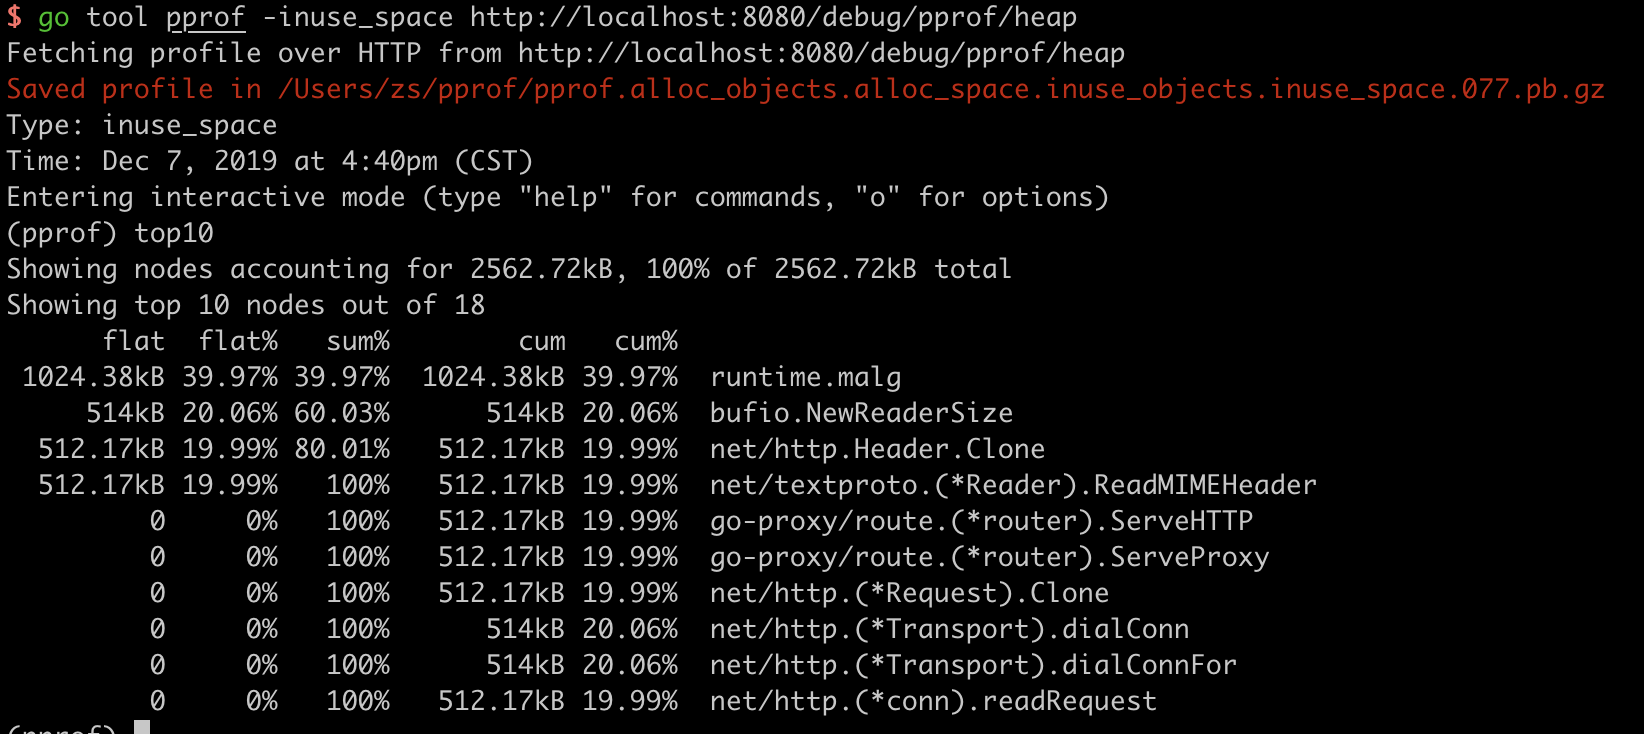 $ go tool pprof -inuse_space http://localhost:8080/debug/pprof/heap
Fetching profile over HTTP from http://localhost:8080/debug/pprof/heap
Saved profile in /Users/zs/pprof/pprof.alloc_objects.alloc_space.inuse_objects.inuse_space.077.pb.gz
Type: inuse_space
Time: Dec 7, 2019 at 4:40pm (CST)
Entering interactive mode (type "help" for commands, "o" for options)
(pprof) top10
Showing nodes accounting for 2562.72kB, 100% of 2562.72kB total
Showing top 10 nodes out of 18
flat flat% sum% cum cum%
1024.38kB 39.97% 39.97% 1024.38kB 39.97% runtime.malg
514kB 20.06% 60.03% 514kB 20.06% bufio.NewReaderSize
512.17kB 19.99% 80.01% 512.17kB 19.99% net/http.Header.Clone
512.17kB 19.99% 100% 512.17kB 19.99% net/textproto.(*Reader).ReadMIMEHeader
0 0% 100% 512.17kB 19.99% go-proxy/route.(*router).ServeHTTP
0 0% 100% 512.17kB 19.99% go-proxy/route.(*router).ServeProxy
0 0% 100% 512.17kB 19.99% net/http.(*Request).Clone
0 0% 100% 514kB 20.06% net/http.(*Transport).dialConn
0 0% 100% 514kB 20.06% net/http.(*Transport).dialConnFor
0 0% 100% 512.17kB 19.99% net/http.(*conn).readRequest
(pprof)